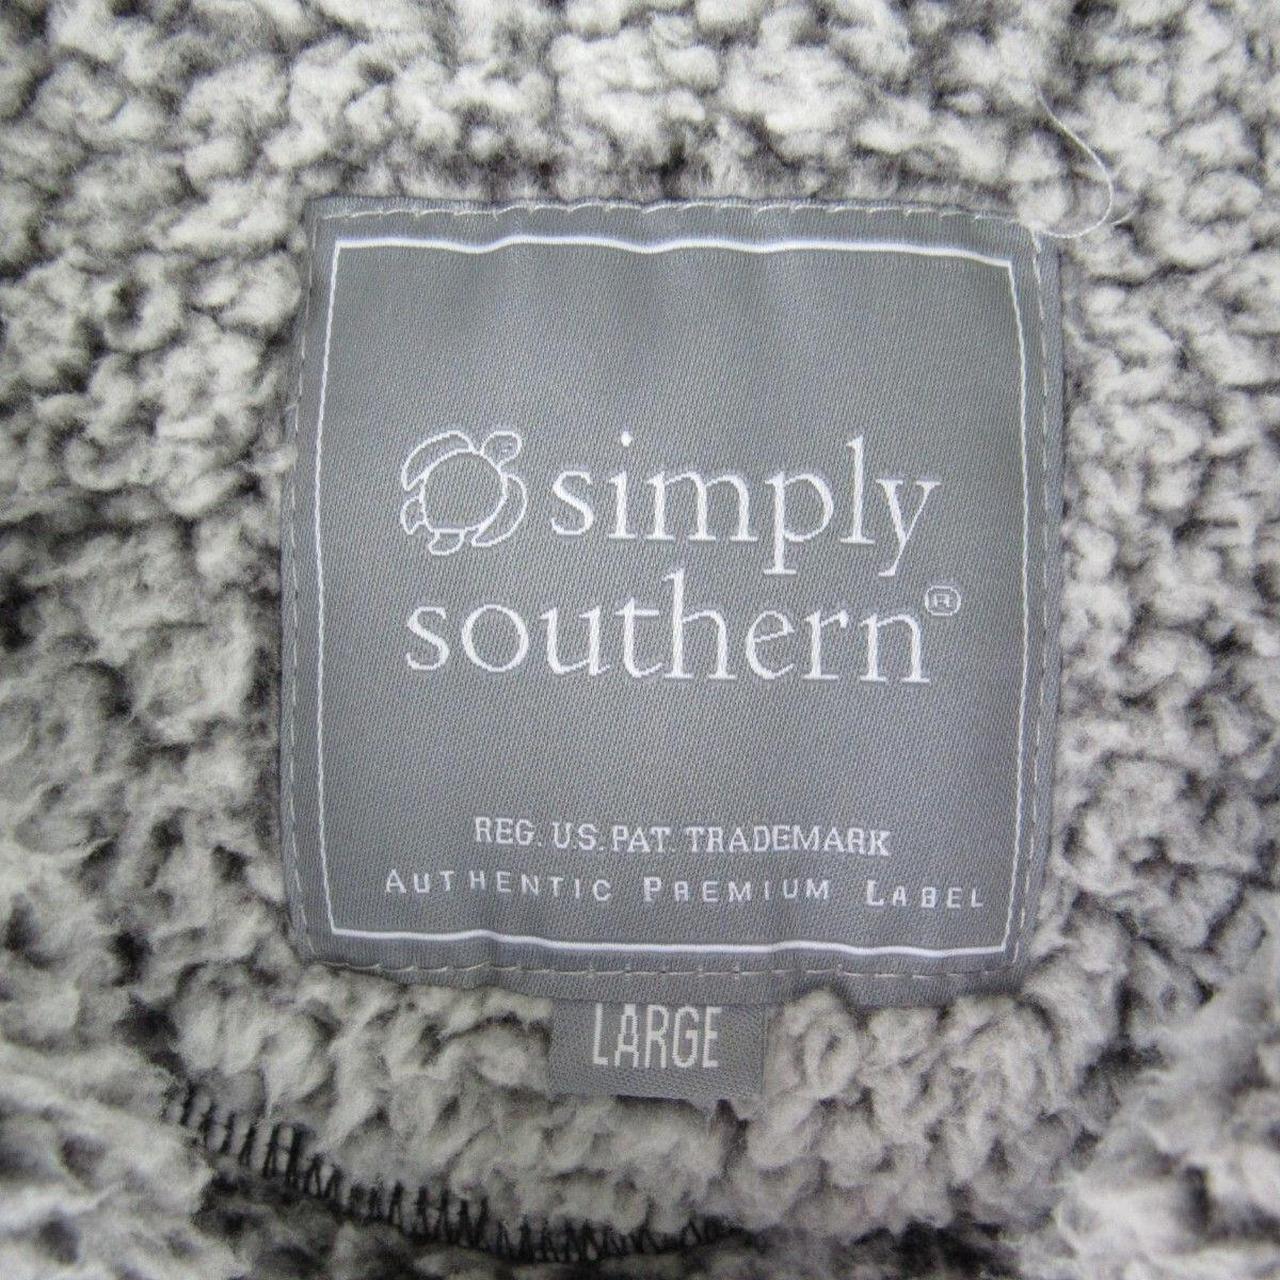 simply
southern®
REG. U.S. PAT. TRADEMARK
AUTHENTIC PREMIUM LABEL
LARGE